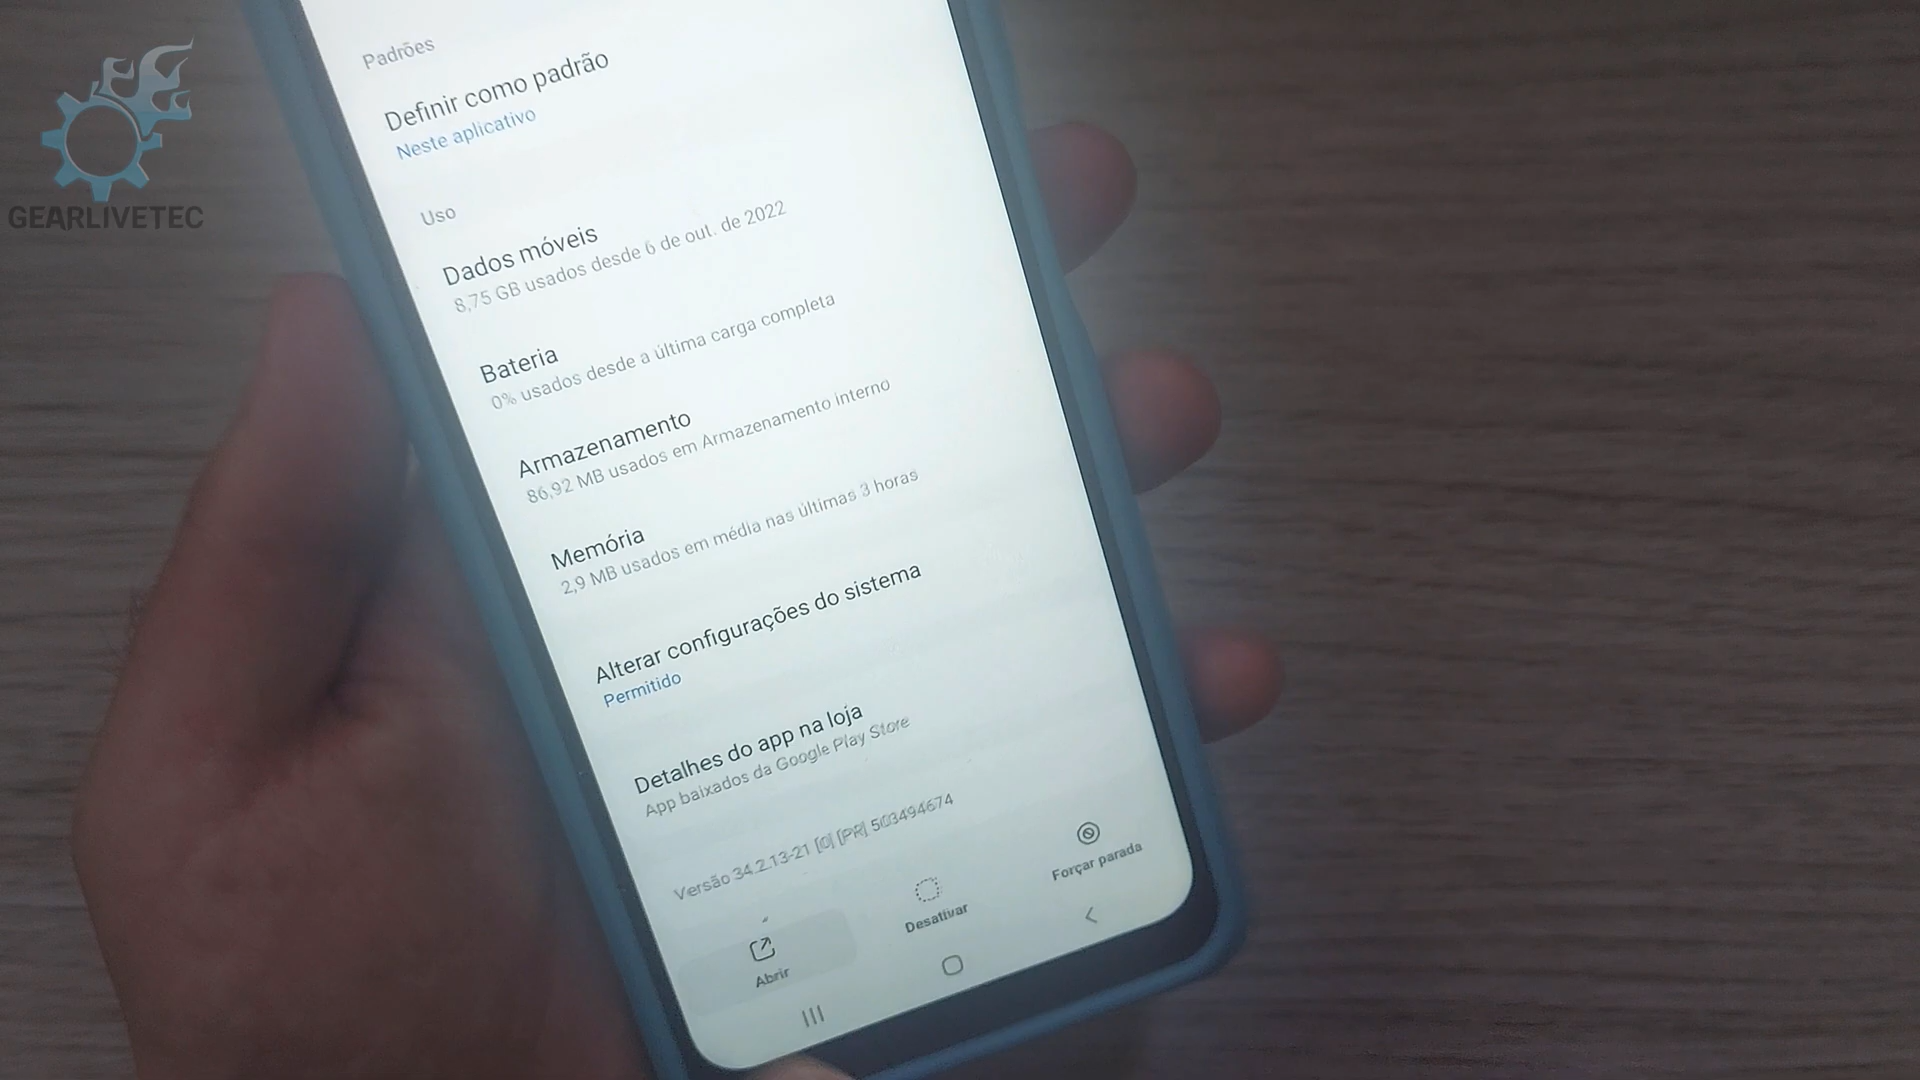 GEARLIVETEC
Padrões
Definir como padrão
Neste aplicativo
Uso
Dados móveis
8,75 GB usados desde 6 de out. de 2022
Bateria
0% usados desde a última carga completa
Armazenamento
86,92 MB usados em Armazenamento interno
Memória
2,9 MB usados em média nas últimas 3 horas
Alterar configurações do sistema
Permitido
Detalhes do app na loja
App baixados da Google Play Store
Versão 34.2.13-21 [0] [PR] 503494674
Abrir
Desativar
Forçar parada